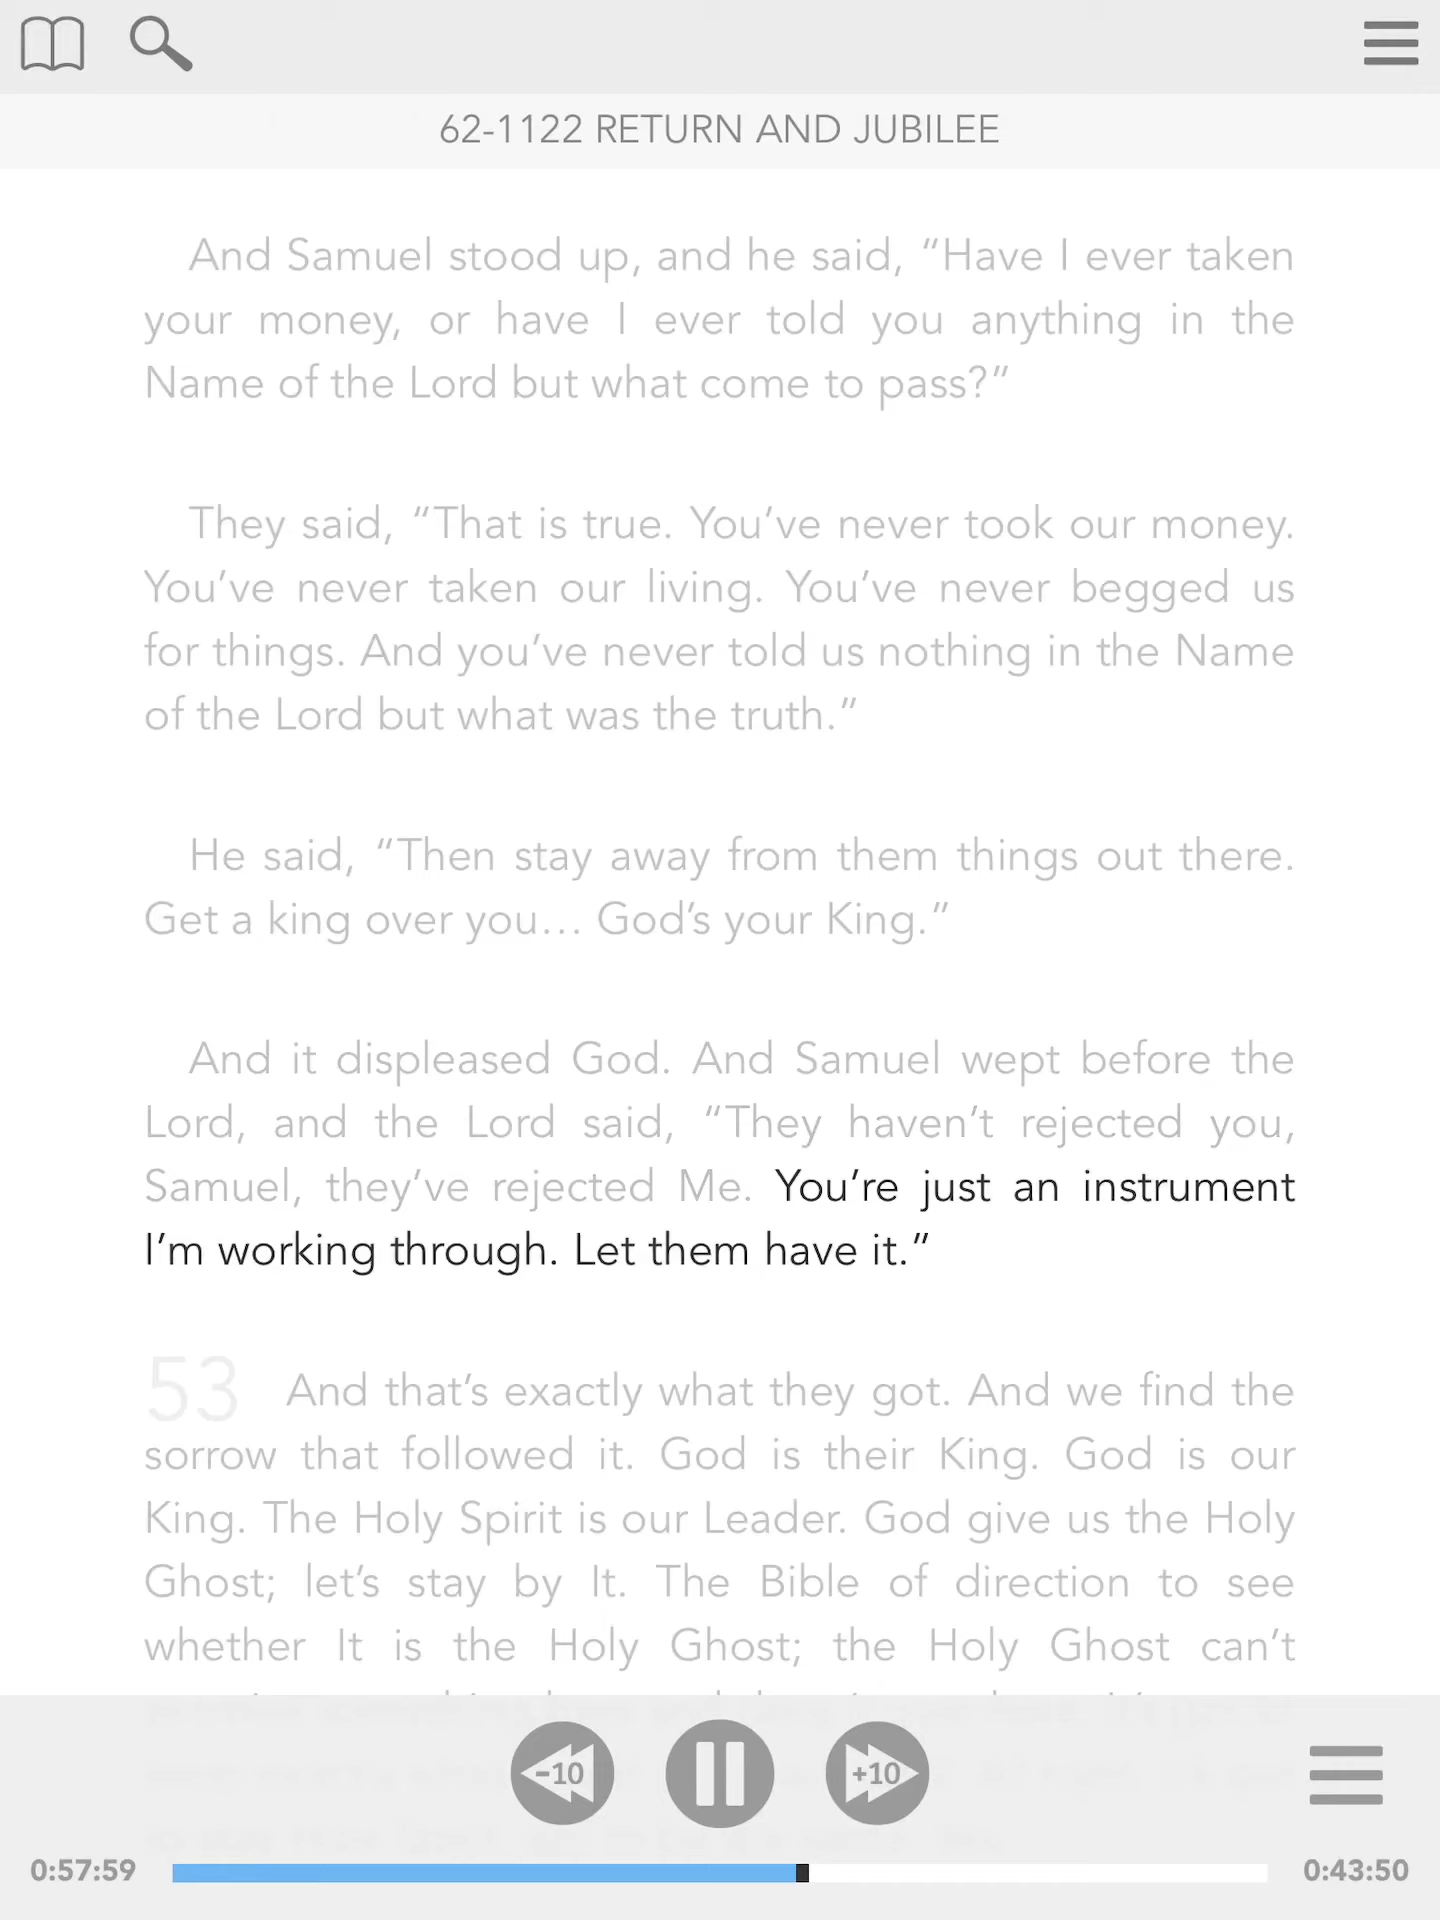 62-1122 RETURN AND JUBILEE
And Samuel stood up, and he said, “Have I ever taken
your money, or have I ever told you anything in the
Name of the Lord but what come to pass?”
They said, “That is true. You’ve never took our money.
You’ve never taken our living. You’ve never begged us
for things. And you’ve never told us nothing in the Name
of the Lord but what was the truth.”
He said, “Then stay away from them things out there.
Get a king over you… God’s your King.”
And it displeased God. And Samuel wept before the
Lord, and the Lord said, “They haven’t rejected you,
Samuel, they’ve rejected Me. You’re just an instrument
I’m working through. Let them have it.”
53 And that’s exactly what they got. And we find the
sorrow that followed it. God is their King. God is our
King. The Holy Spirit is our Leader. God give us the Holy
Ghost; let’s stay by It. The Bible of direction to see
whether It is the Holy Ghost; the Holy Ghost can’t
-10 +10
0:57:59 0:43:50